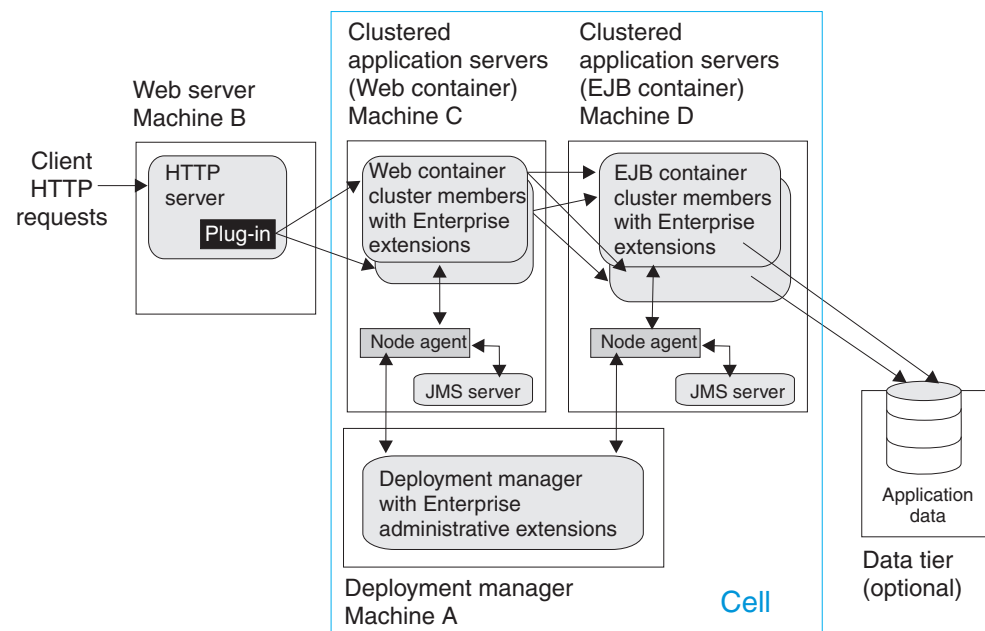 Clustered
application servers
(Web container)
Machine C
Clustered
application servers
(EJB container)
Machine D
Web server
Machine B
Client
HTTP
requests
HTTP
server
Plug-in
Web container
cluster members
with Enterprise
extensions
EJB container
cluster members
with Enterprise
extensions
Node agent
JMS server
Node agent
JMS server
Deployment manager
with Enterprise
administrative extensions
Deployment manager
Machine A
Cell
Application
data
Data tier
(optional)